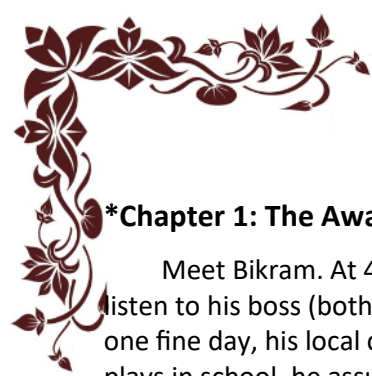 *Chapter 1: The Awa
Meet Bikram. At 4
listen to his boss (both
one fine day, his local
plays in school, he assu